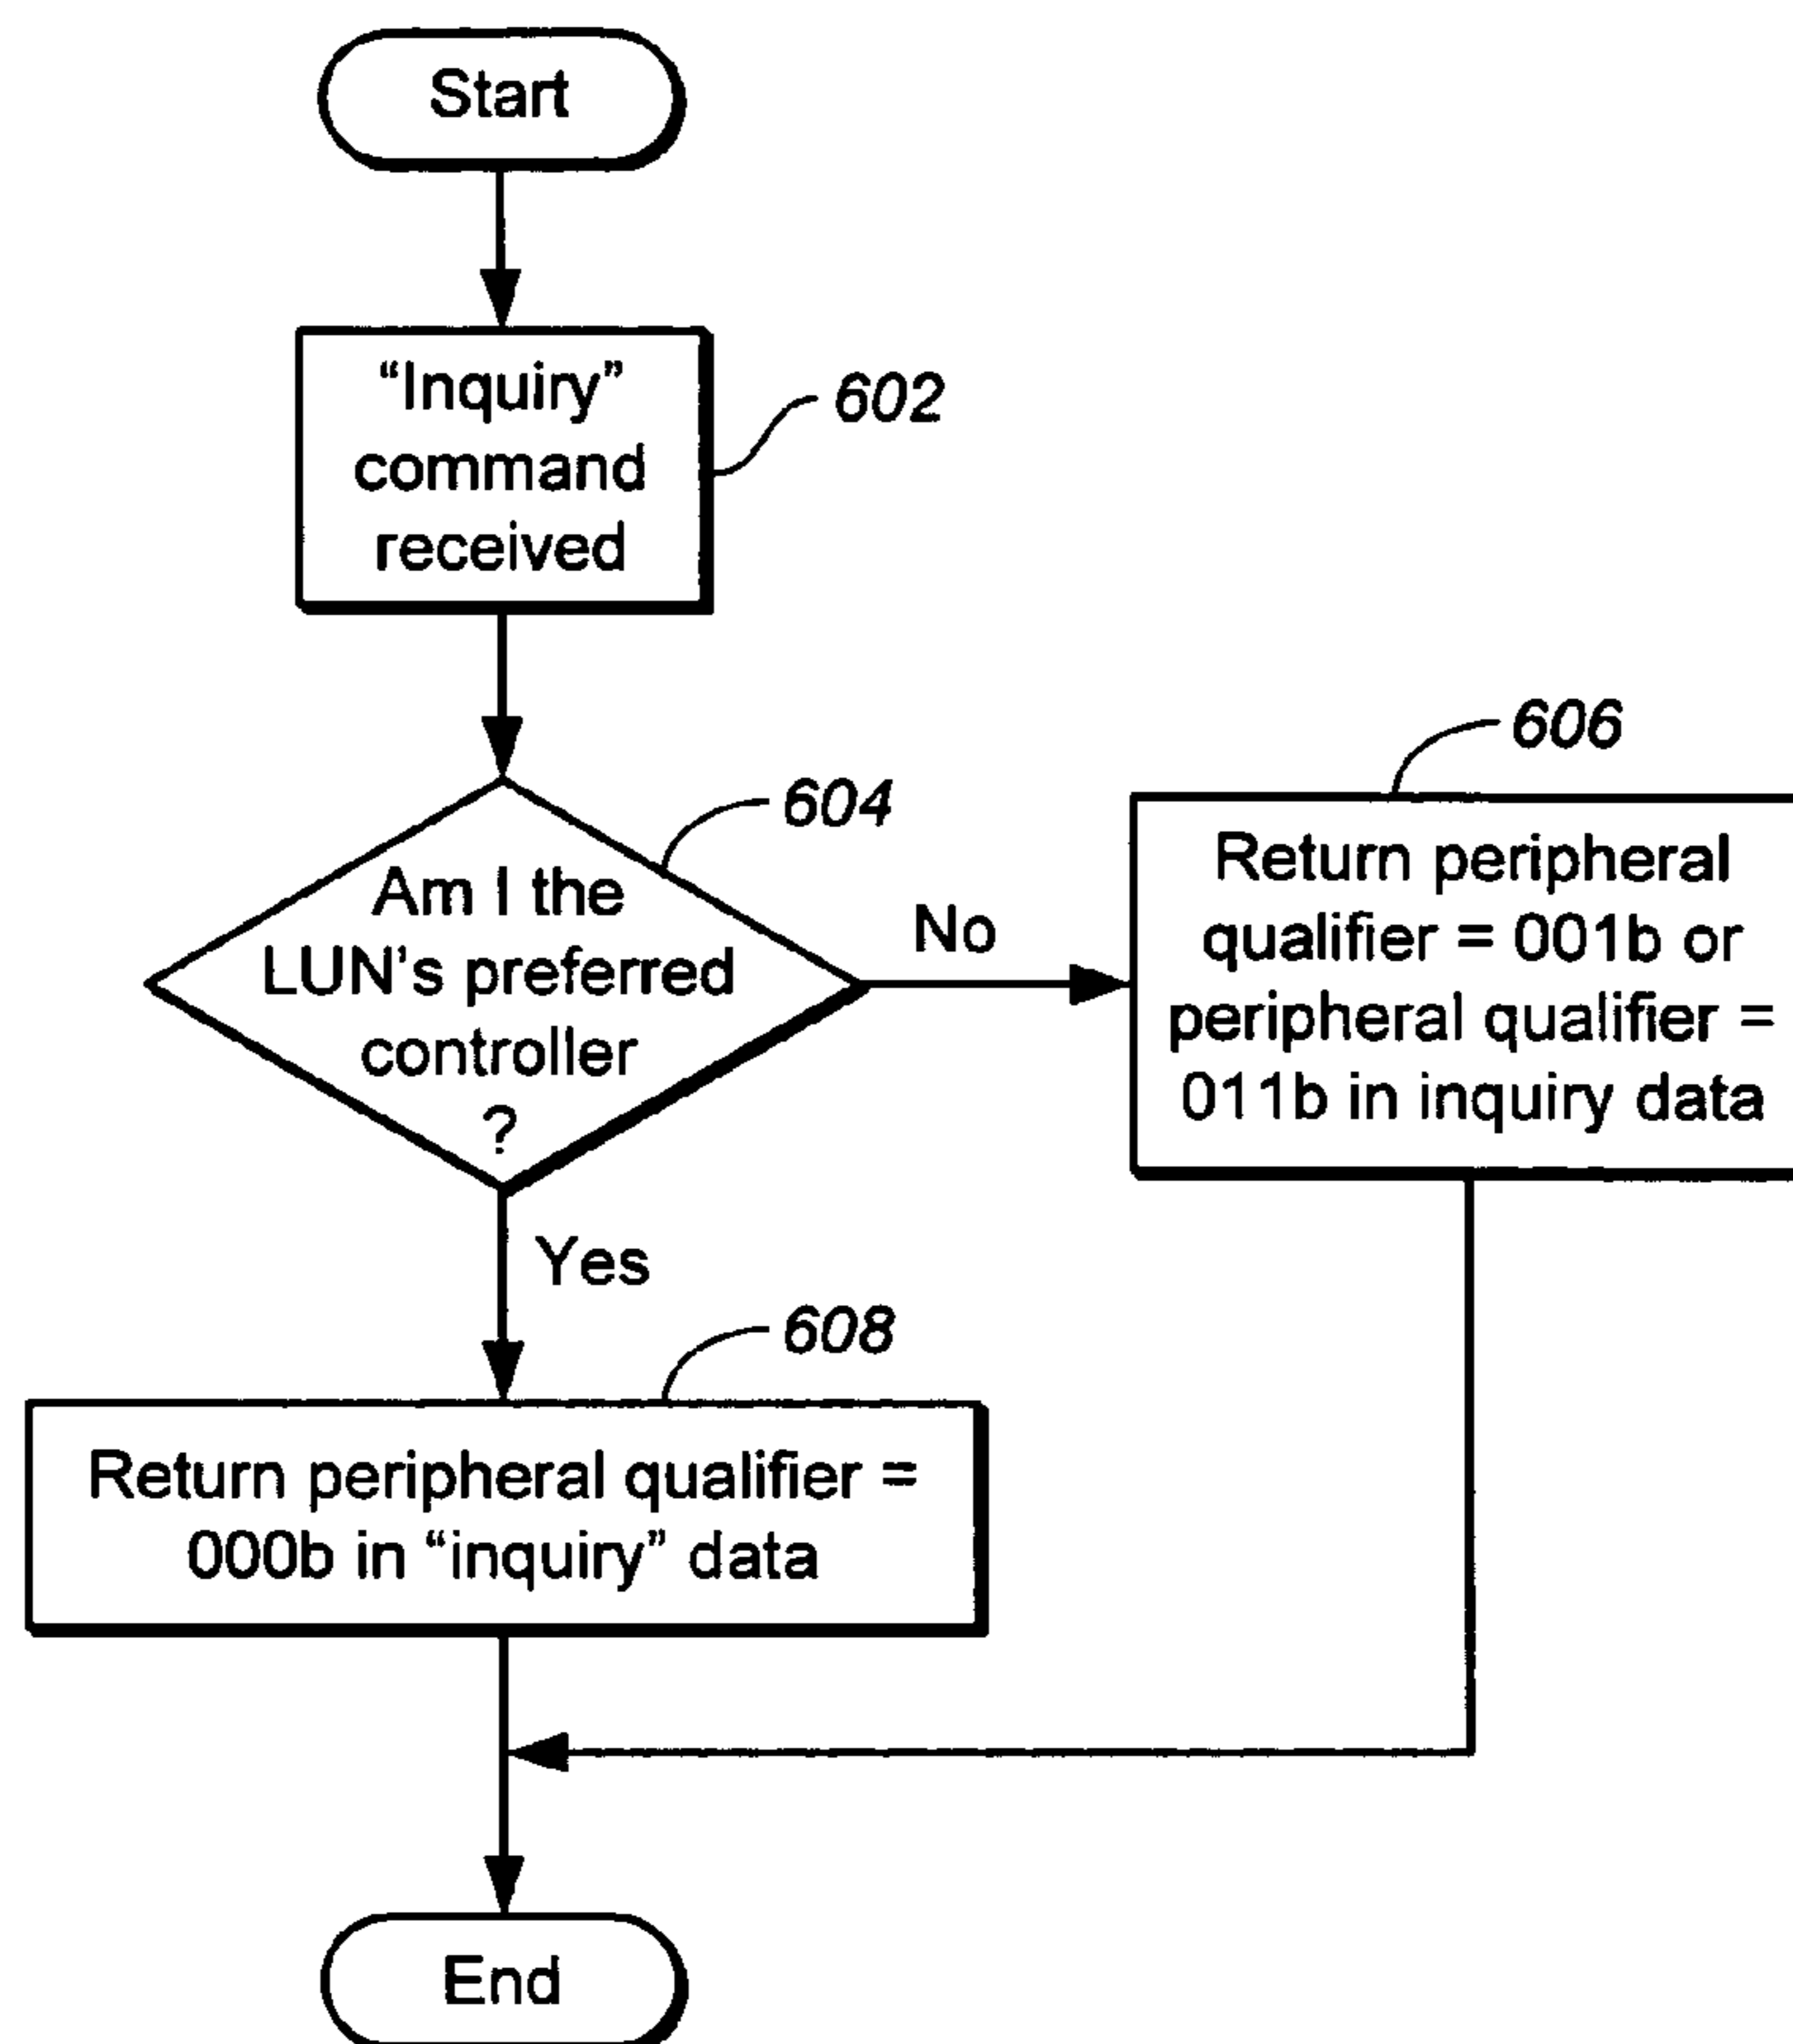 Start
“Inquiry”
command
received
602
604
Am I the
LUN's preferred
controller
?
No
606
Return peripheral
qualifier = 001b or
peripheral qualifier =
011b in inquiry data
Yes
608
Return peripheral qualifier =
000b in “inquiry” data
End